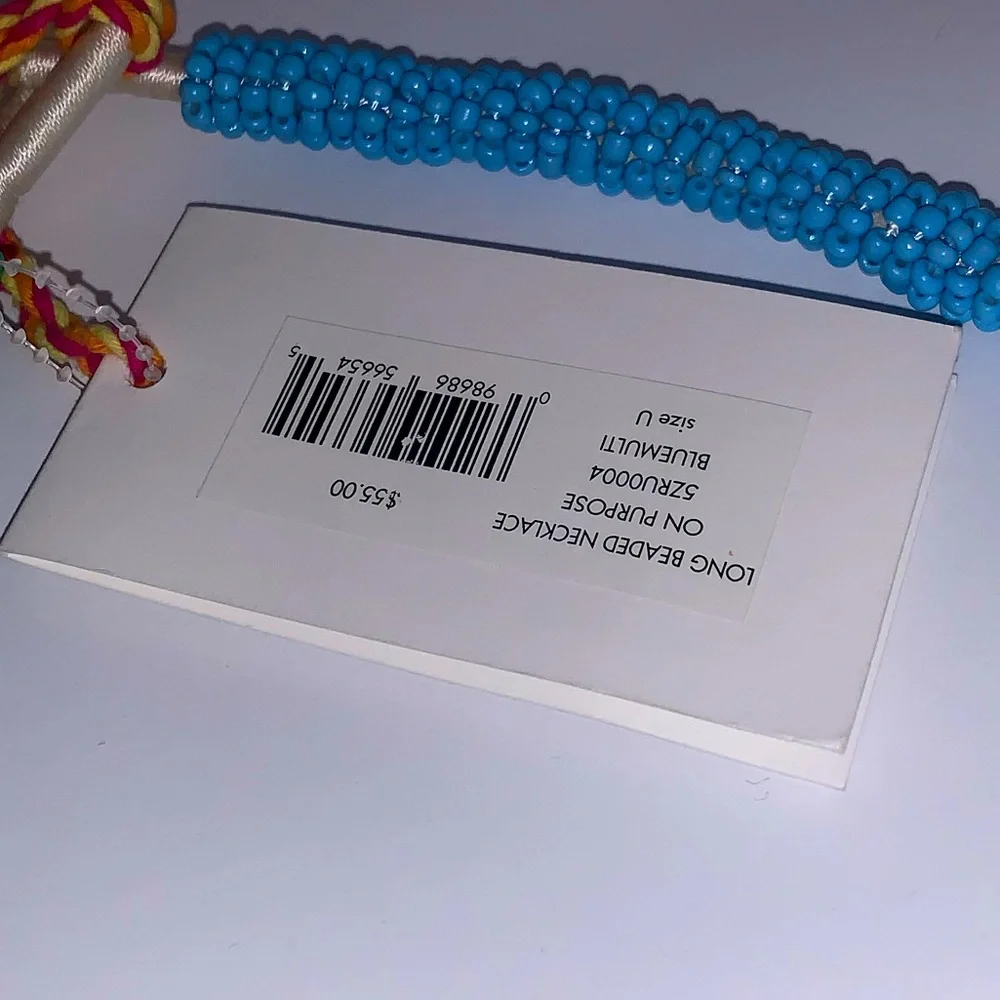 LONG BEADED NECKLACE
ON PURPOSE
5ZRU0004
BLUEMULTI
size U
$55.00
0 98686 56654 5